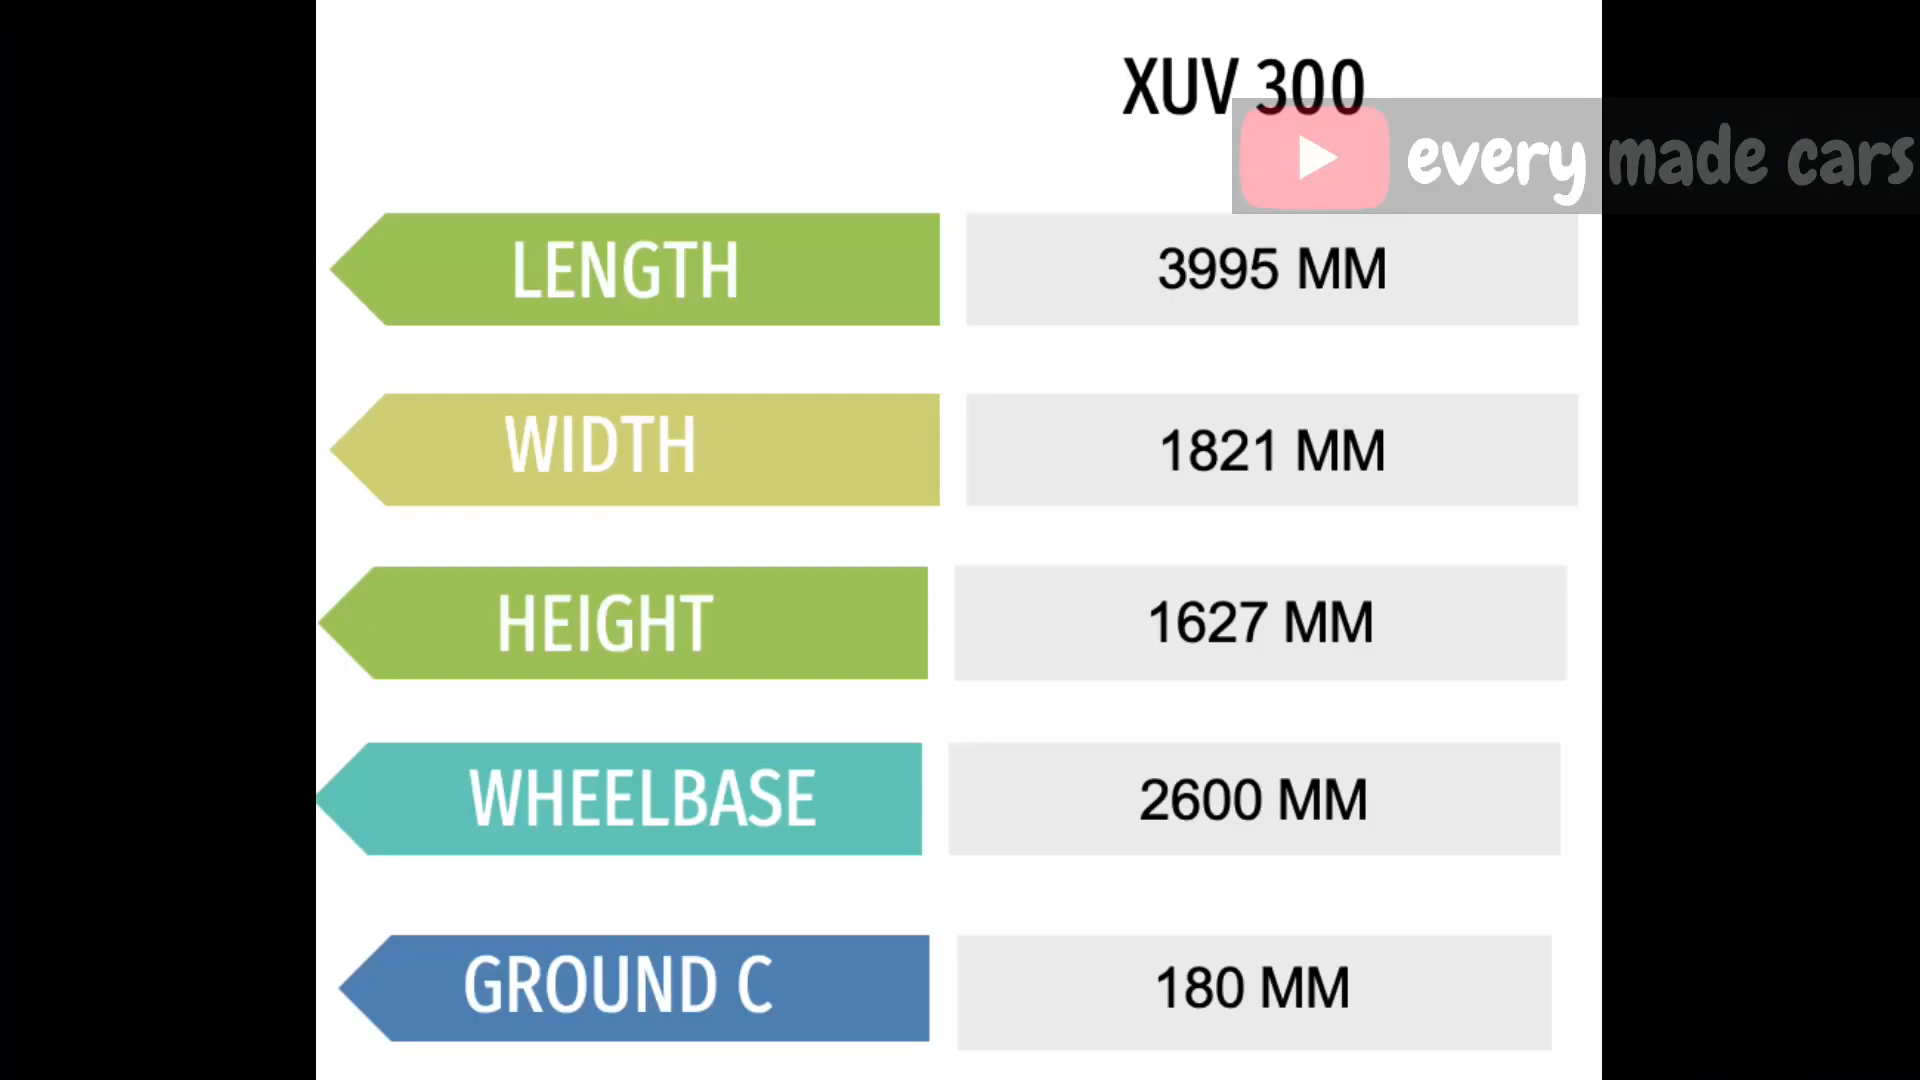 XUV 300
every made cars
LENGTH
3995 MM
WIDTH
1821 MM
HEIGHT
1627 MM
WHEELBASE
2600 MM
GROUND C
180 MM